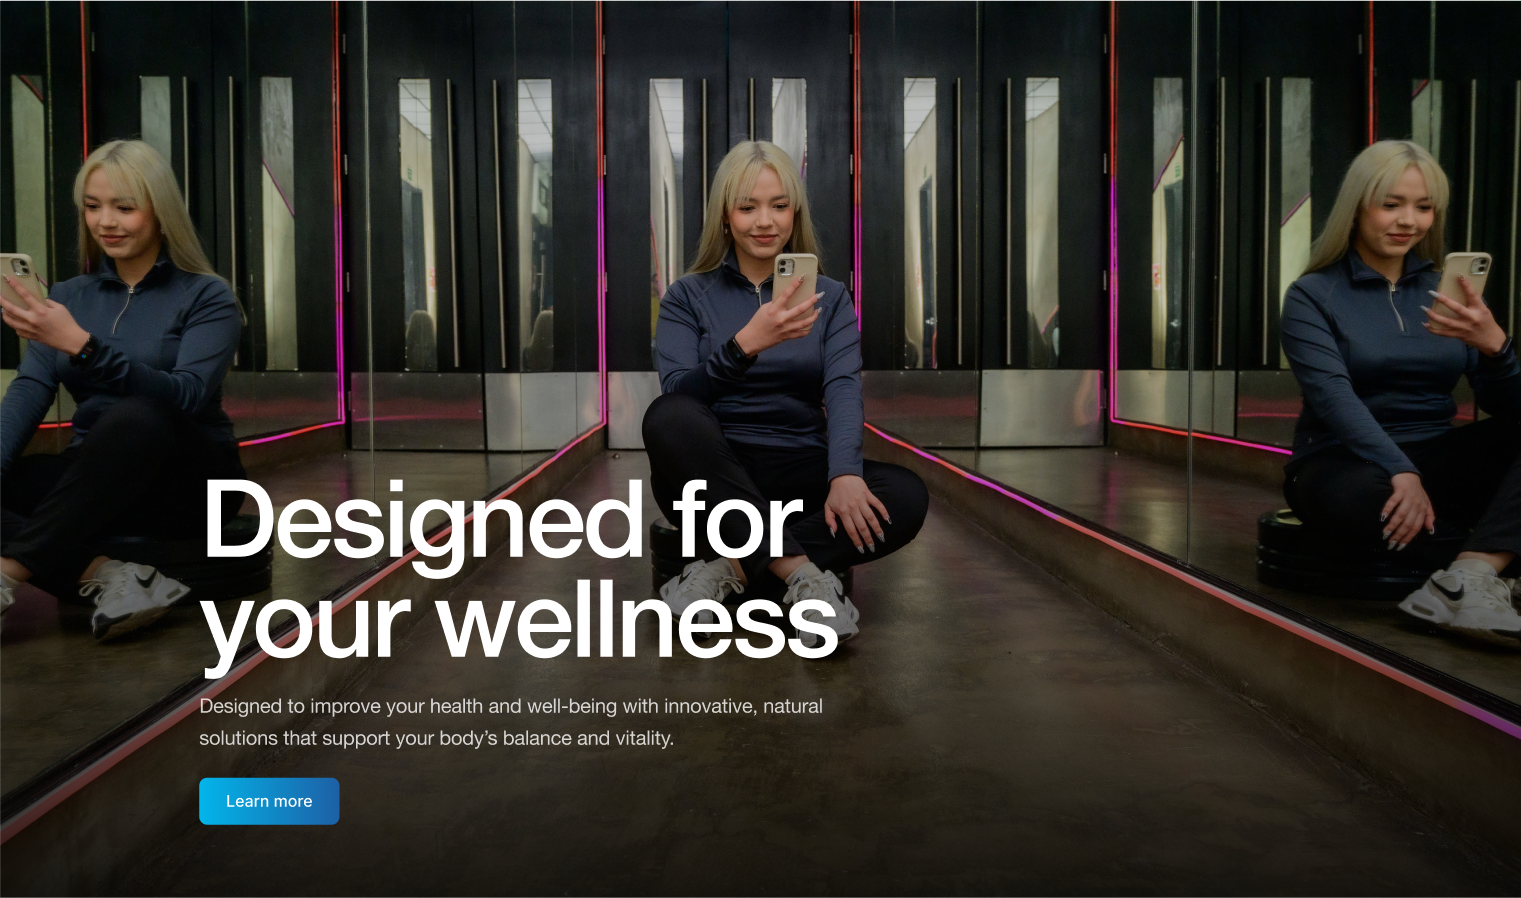 Designed for
your wellness
Designed to improve your health and well-being with innovative, natural
solutions that support your body’s balance and vitality.
Learn more